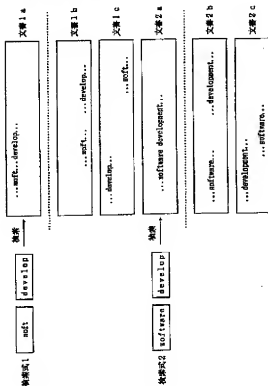 文書1a
...soft...develop...
文書1b
...soft...
...develop...
文書1c
...develop...
...soft...
文書2a
...software development...
文書2b
...software...
...development...
文書2c
...development...
...software...
検索
検索
検索式1
soft
develop
検索式2
software
develop